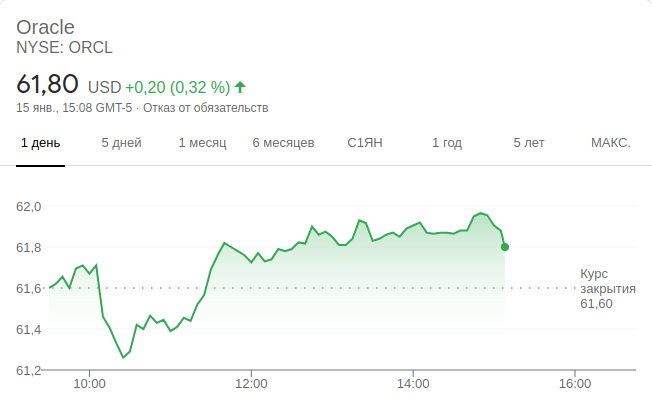 Oracle
NYSE: ORCL
61,80 USD +0,20 (0,32 %)
15 янв., 15:08 GMT-5 · Отказ от обязательств
1 день 5 дней 1 месяц 6 месяцев С1ЯН 1 год 5 лет МАКС.
62,0
61,8
61,6
61,4
61,2
Курс
закрытия
61,60
10:00 12:00 14:00 16:00